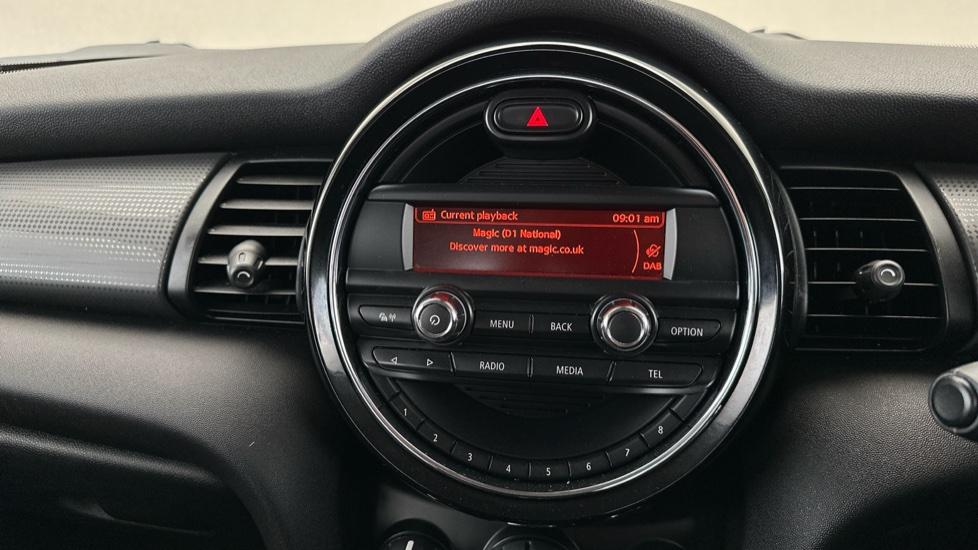 Current playback 09:01 am
Magic (D1 National)
Discover more at magic.co.uk
DAB
MENU BACK OPTION
RADIO MEDIA TEL
1 2 3 4 5 6 7 8